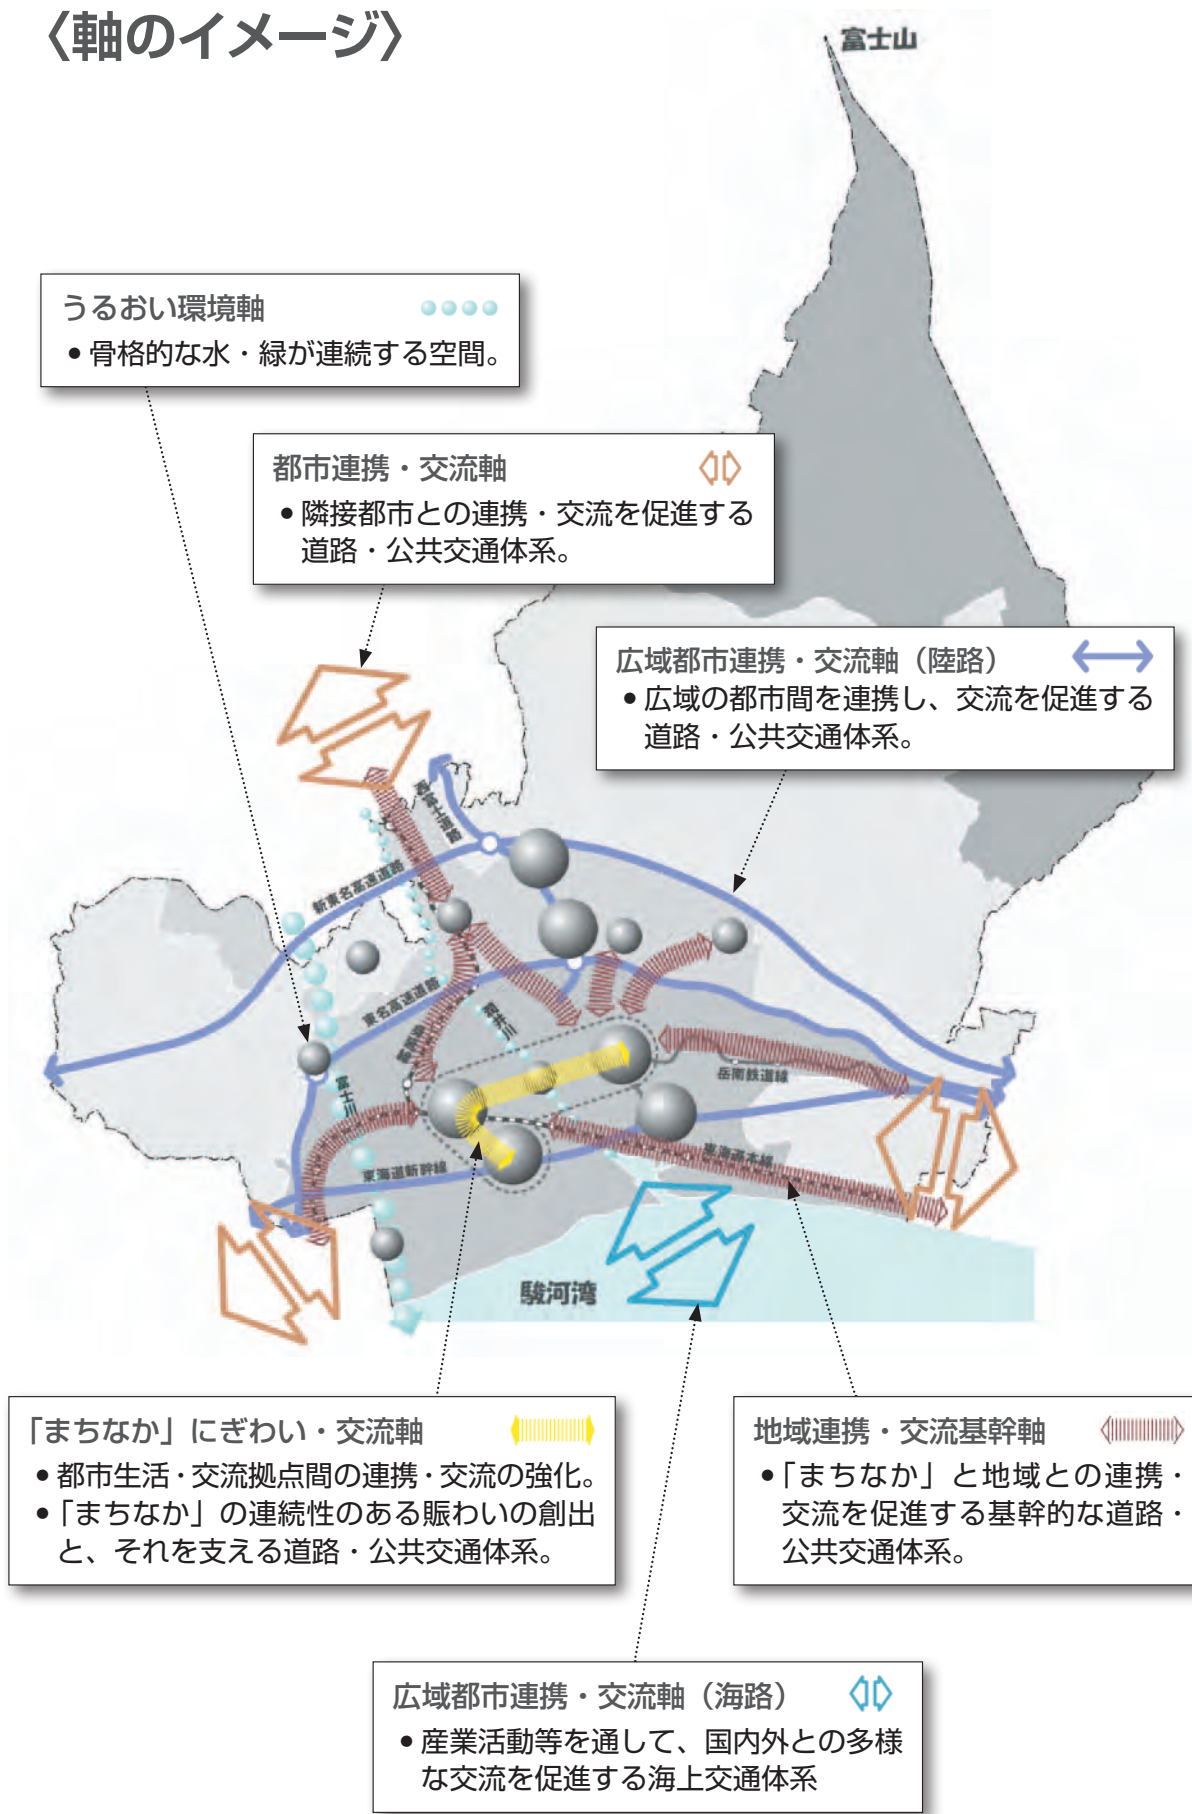 〈軸のイメージ〉
富士山
うるおい環境軸
●骨格的な水・緑が連続する空間。
都市連携・交流軸
●隣接都市との連携・交流を促進する
道路・公共交通体系。
広域都市連携・交流軸（陸路）
●広域の都市間を連携し、交流を促進する
道路・公共交通体系。
西富士道路
新東名高速道路
東名高速道路
身延線
潤井川
富士川
岳南鉄道線
東海道本線
東海道新幹線
駿河湾
「まちなか」にぎわい・交流軸
●都市生活・交流拠点間の連携・交流の強化。
●「まちなか」の連続性のある賑わいの創出
と、それを支える道路・公共交通体系。
地域連携・交流基幹軸
●「まちなか」と地域との連携・
交流を促進する基幹的な道路・
公共交通体系。
広域都市連携・交流軸（海路）
●産業活動等を通して、国内外との多様
な交流を促進する海上交通体系